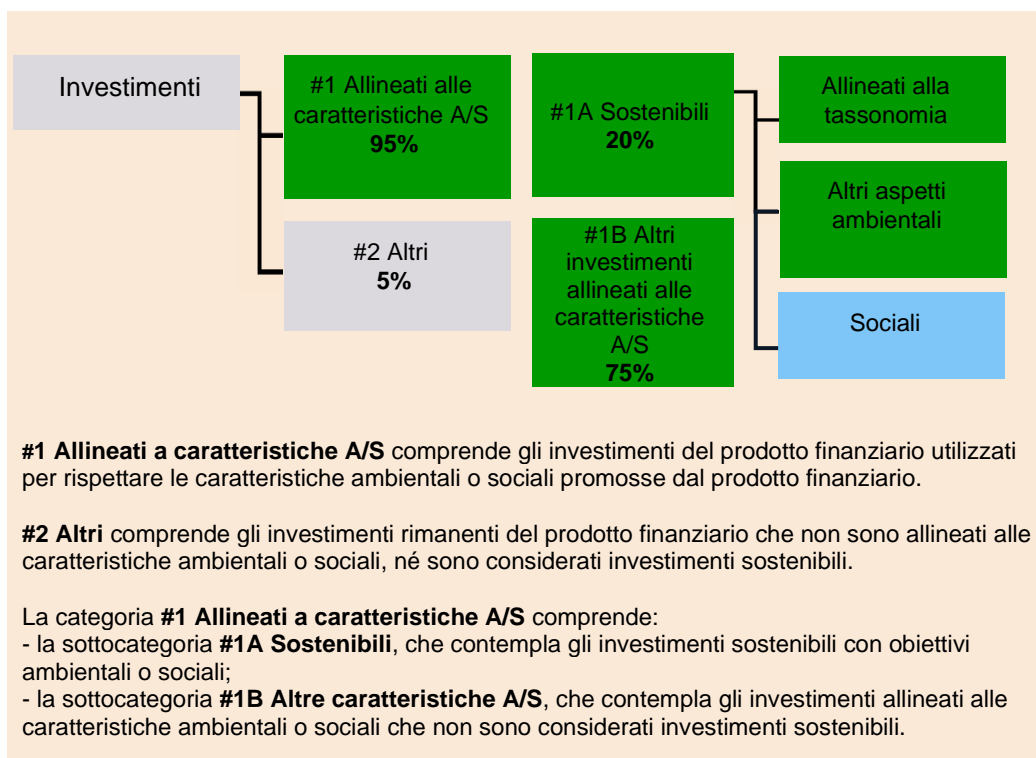 Investimenti
#1 Allineati alle
caratteristiche A/S
95%
#2 Altri
5%
#1A Sostenibili
20%
#1B Altri
investimenti
allineati alle
caratteristiche
A/S
75%
Allineati alla
tassonomia
Altri aspetti
ambientali
Sociali
#1 Allineati a caratteristiche A/S comprende gli investimenti del prodotto finanziario utilizzati
per rispettare le caratteristiche ambientali o sociali promosse dal prodotto finanziario.
#2 Altri comprende gli investimenti rimanenti del prodotto finanziario che non sono allineati alle
caratteristiche ambientali o sociali, né sono considerati investimenti sostenibili.
La categoria #1 Allineati a caratteristiche A/S comprende:
- la sottocategoria #1A Sostenibili, che contempla gli investimenti sostenibili con obiettivi
ambientali o sociali;
- la sottocategoria #1B Altre caratteristiche A/S, che contempla gli investimenti allineati alle
caratteristiche ambientali o sociali che non sono considerati investimenti sostenibili.